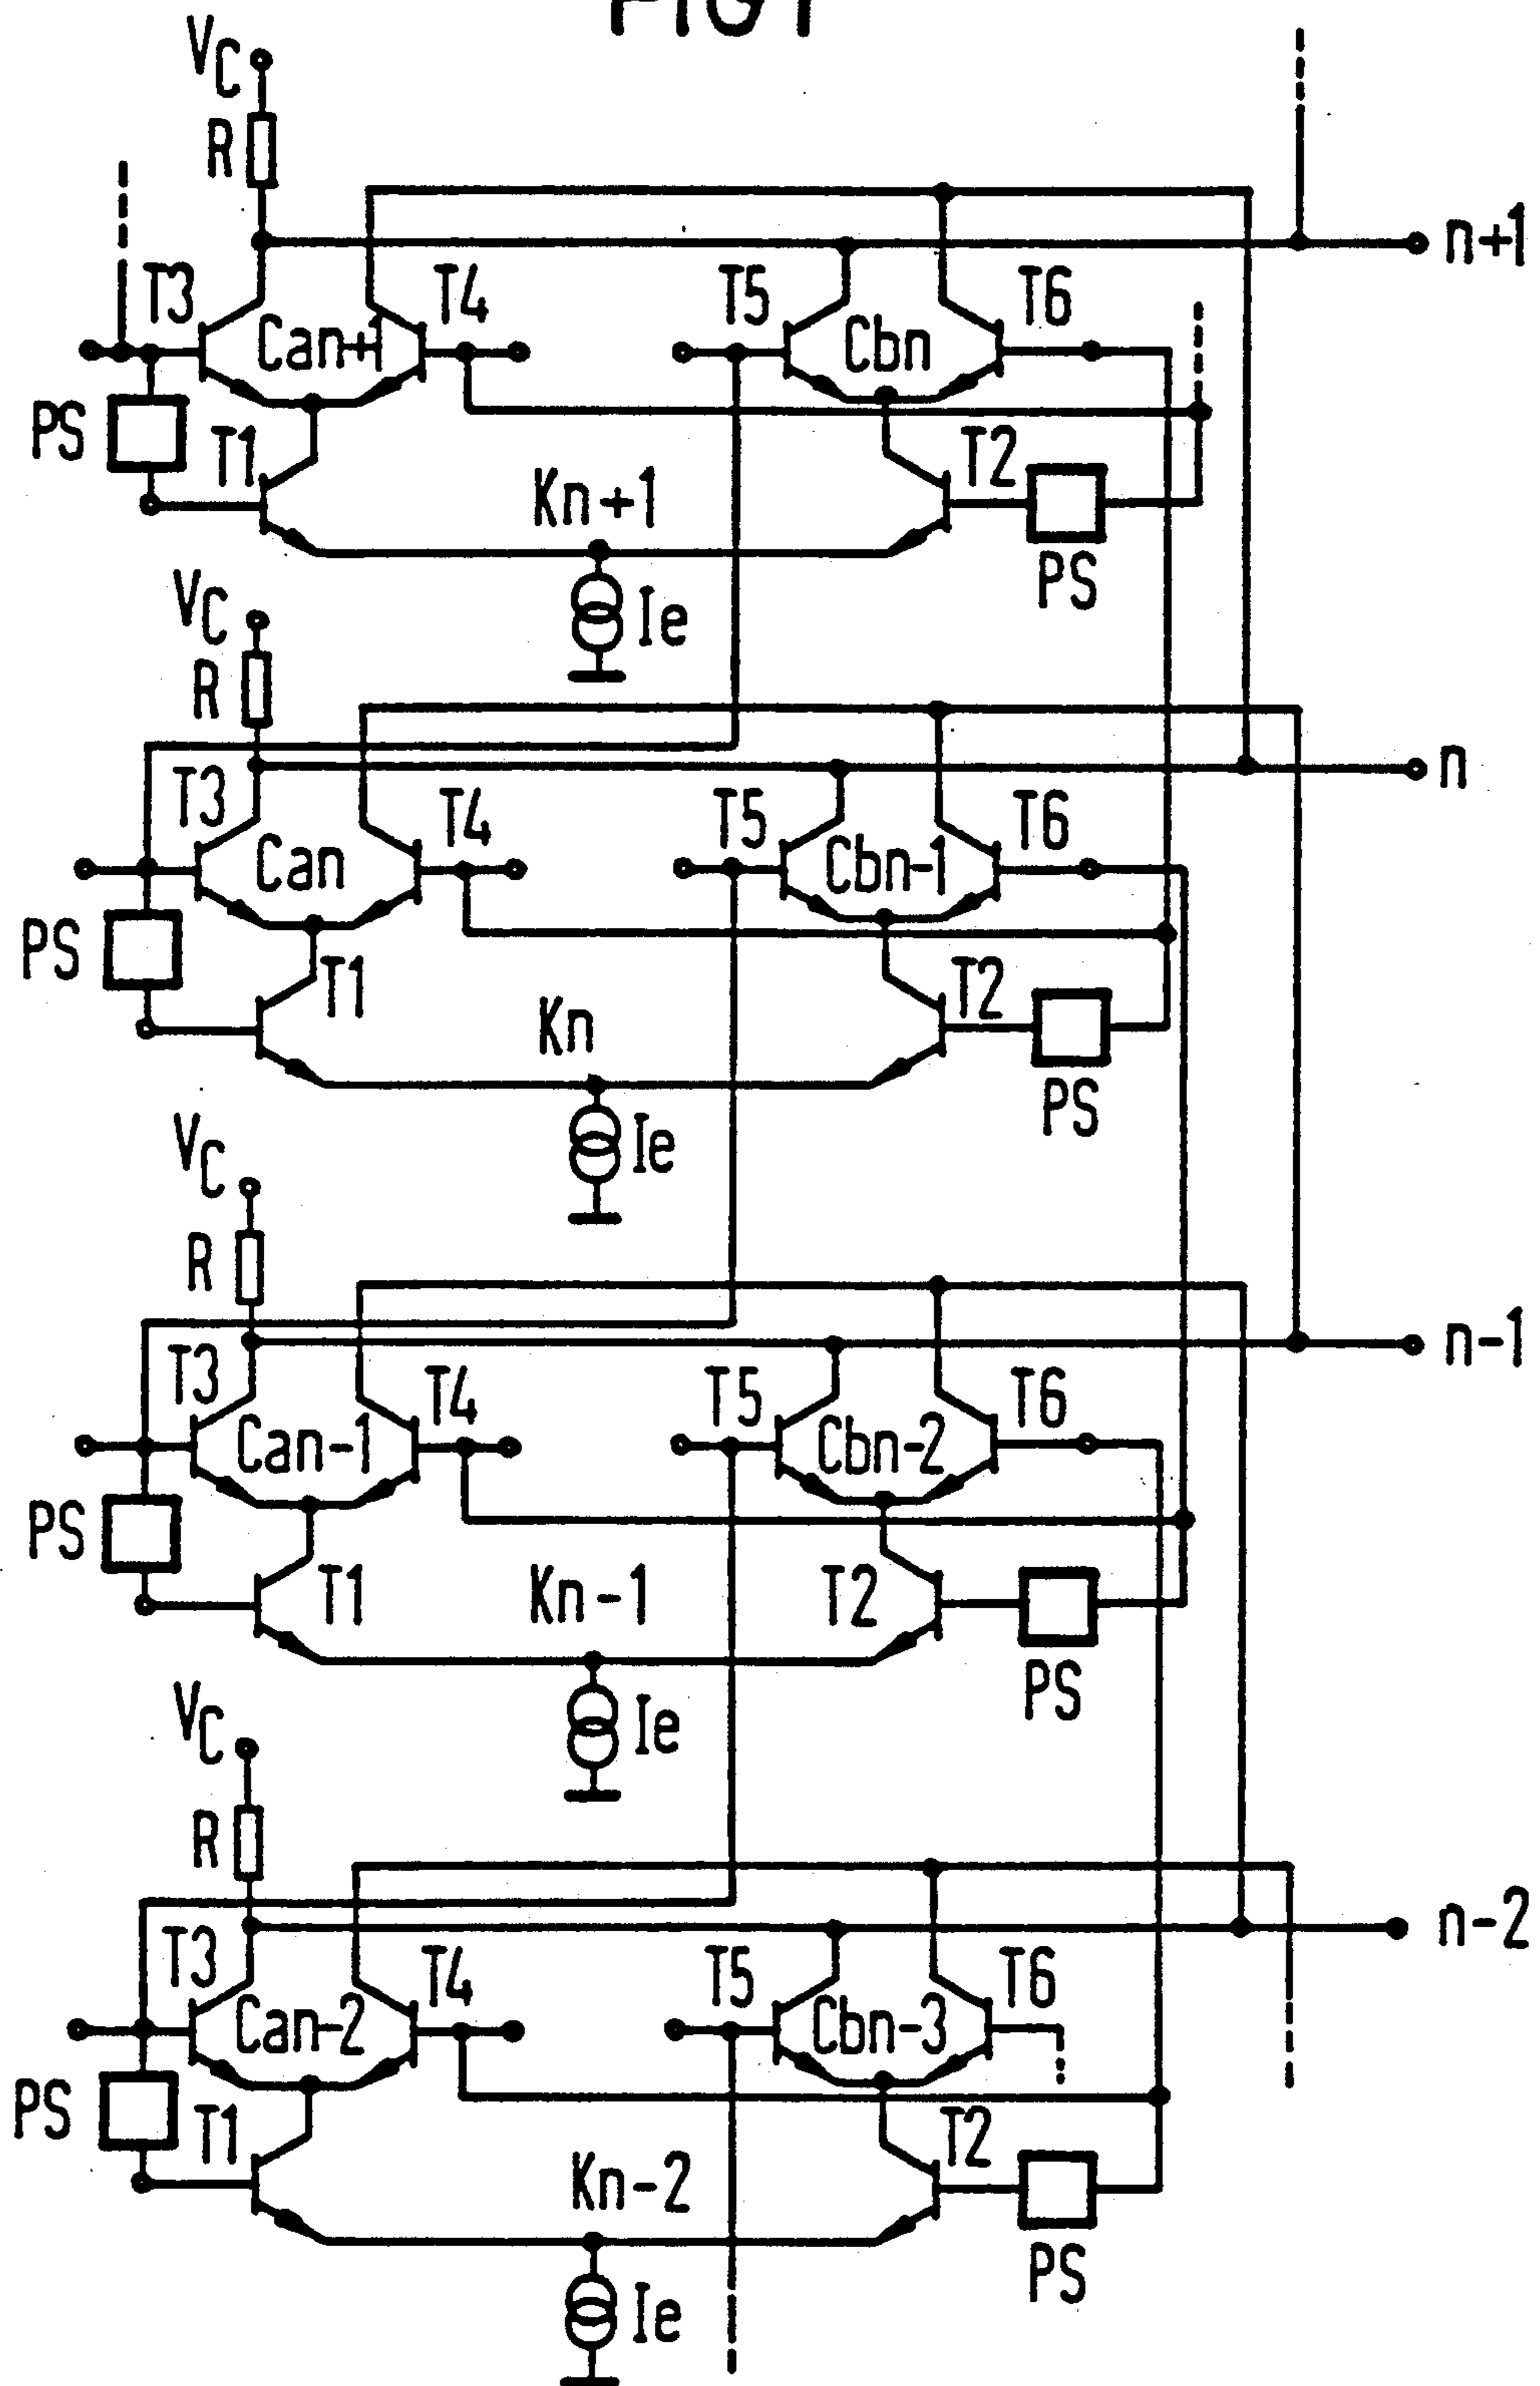 FIG1
VC
R
n+1
T3
Can+1
T4
T5
Cbn
T6
PS
T1
Kn+1
T2
PS
Ie
VC
R
n
T3
Can
T4
T5
Cbn-1
T6
PS
T1
Kn
T2
PS
Ie
VC
R
n-1
T3
Can-1
T4
T5
Cbn-2
T6
PS
T1
Kn-1
T2
PS
Ie
VC
R
n-2
T3
Can-2
T4
T5
Cbn-3
T6
PS
T1
Kn-2
T2
PS
Ie